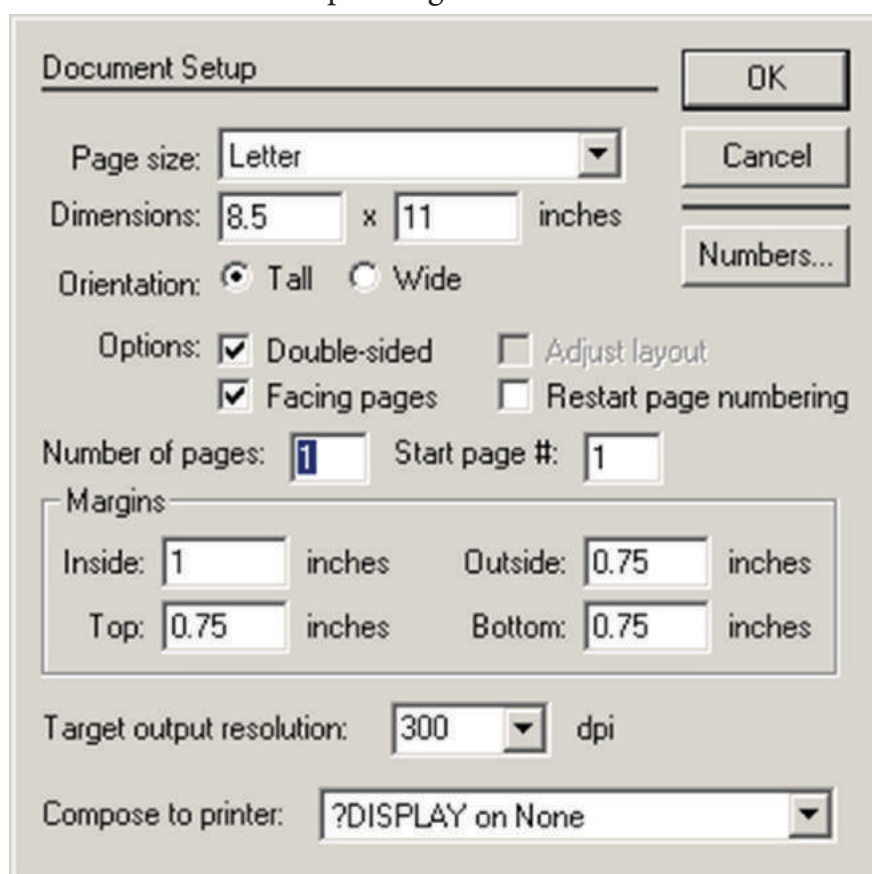 Document Setup
OK
Page size: Letter
Cancel
Dimensions: 8.5 x 11 inches
Numbers...
Orientation: Tall Wide
Options: Double-sided Adjust layout
Facing pages Restart page numbering
Number of pages: 1 Start page #: 1
Margins
Inside: 1 inches Outside: 0.75 inches
Top: 0.75 inches Bottom: 0.75 inches
Target output resolution: 300 dpi
Compose to printer: ?DISPLAY on None